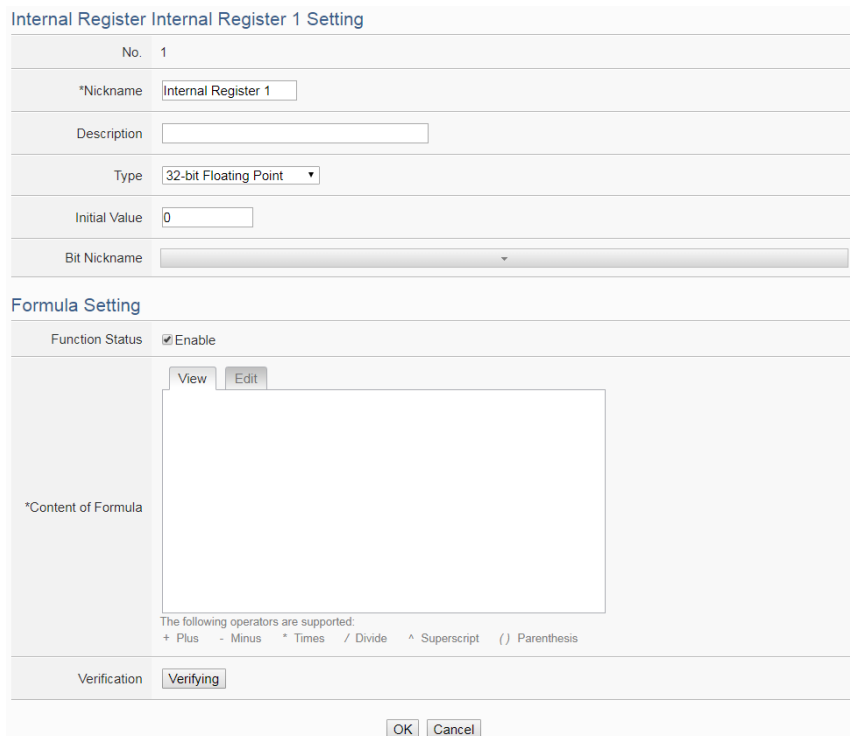 Internal Register Internal Register 1 Setting
No. 1
*Nickname Internal Register 1
Description
Type 32-bit Floating Point
Initial Value 0
Bit Nickname
Formula Setting
Function Status Enable
View Edit
*Content of Formula
The following operators are supported:
+ Plus - Minus * Times / Divide ^ Superscript ( ) Parenthesis
Verification Verifying
OK Cancel